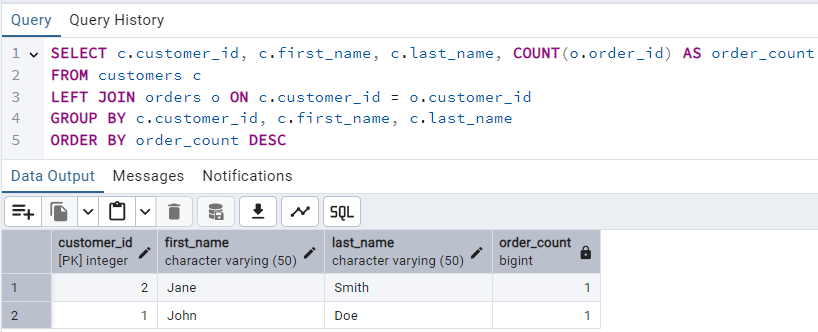 Query Query History
1 SELECT c.customer_id, c.first_name, c.last_name, COUNT(o.order_id) AS order_count
2 FROM customers c
3 LEFT JOIN orders o ON c.customer_id = o.customer_id
4 GROUP BY c.customer_id, c.first_name, c.last_name
5 ORDER BY order_count DESC
Data Output Messages Notifications
SQL
customer_id first_name last_name order_count
[PK] integer character varying (50) character varying (50) bigint
1 2 Jane Smith 1
2 1 John Doe 1